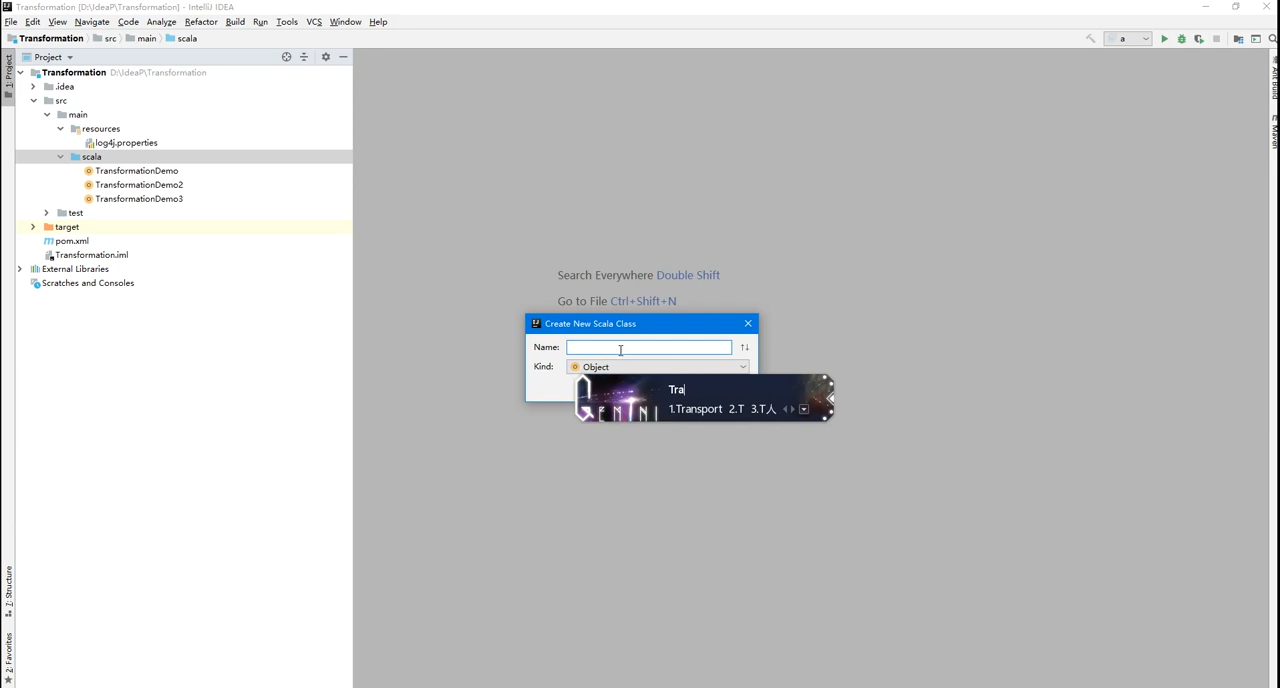 Transformation [D:\IdeaP\Transformation] - IntelliJ IDEA
File Edit View Navigate Code Analyze Refactor Build Run Tools VCS Window Help
Transformation src main scala
a
Project
1: Project
Transformation D:\IdeaP\Transformation
.idea
src
main
resources
log4j.properties
scala
TransformationDemo
TransformationDemo2
TransformationDemo3
test
target
pom.xml
Transformation.iml
External Libraries
Scratches and Consoles
Search Everywhere Double Shift
Go to File Ctrl+Shift+N
Create New Scala Class
Name:
Kind: Object
Tra
1.Transport 2.T 3.T人
GEMINI
Ant Build
Maven
7: Structure
2: Favorites